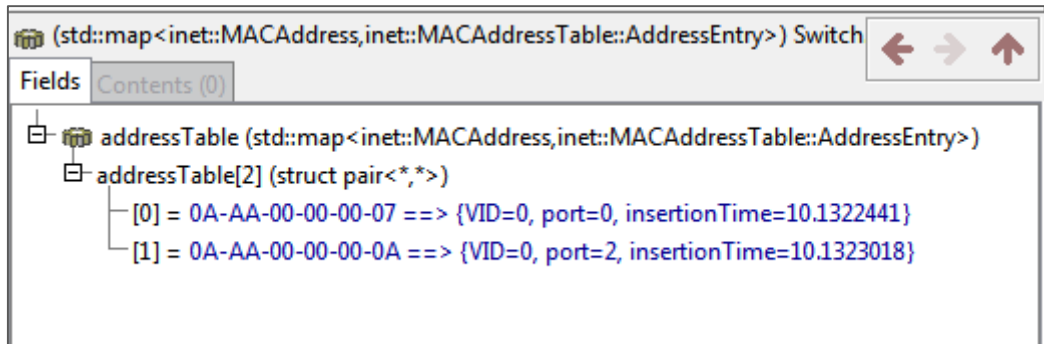 (std::map<inet::MACAddress,inet::MACAddressTable::AddressEntry>) Switch
Fields Contents (0)
addressTable (std::map<inet::MACAddress,inet::MACAddressTable::AddressEntry>)
addressTable[2] (struct pair<*,*>)
[0] = 0A-AA-00-00-00-07 ==> {VID=0, port=0, insertionTime=10.1322441}
[1] = 0A-AA-00-00-00-0A ==> {VID=0, port=2, insertionTime=10.1323018}